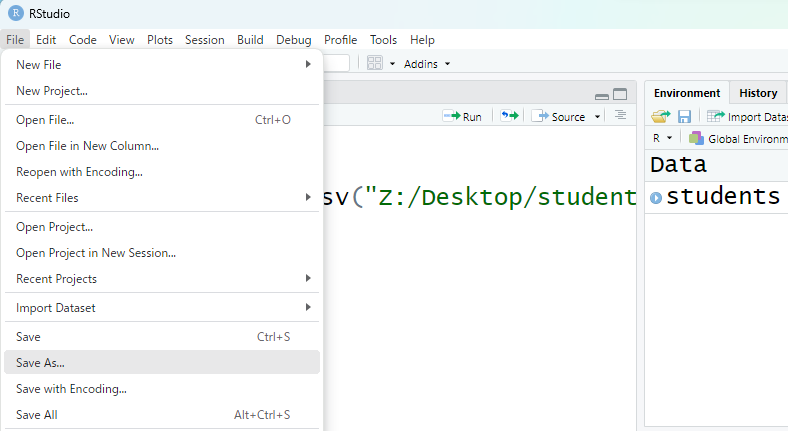 R RStudio
File Edit Code View Plots Session Build Debug Profile Tools Help
Addins
New File
New Project...
Open File... Ctrl+O
Open File in New Column...
Reopen with Encoding...
Recent Files
Open Project...
Open Project in New Session...
Recent Projects
Import Dataset
Save Ctrl+S
Save As...
Save with Encoding...
Save All Alt+Ctrl+S
Run Source
sv("Z:/Desktop/student
Environment History
Import Datas
R Global Environm
Data
students